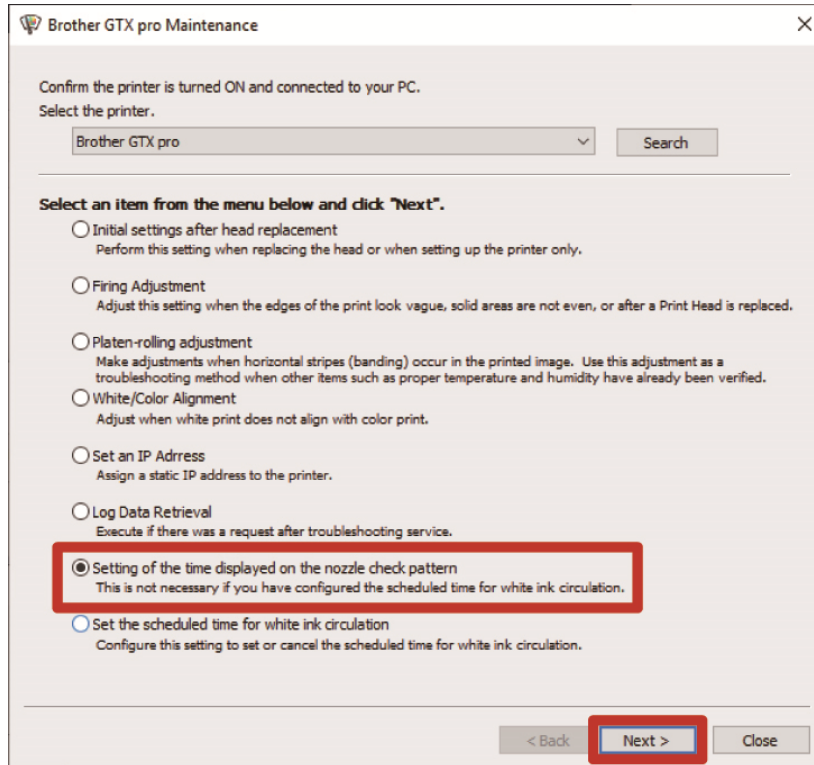 Brother GTX pro Maintenance
Confirm the printer is turned ON and connected to your PC.
Select the printer.
Brother GTX pro
Search
Select an item from the menu below and click "Next".
Initial settings after head replacement
Perform this setting when replacing the head or when setting up the printer only.
Firing Adjustment
Adjust this setting when the edges of the print look vague, solid areas are not even, or after a Print Head is replaced.
Platen-rolling adjustment
Make adjustments when horizontal stripes (banding) occur in the printed image. Use this adjustment as a
troubleshooting method when other items such as proper temperature and humidity have already been verified.
White/Color Alignment
Adjust when white print does not align with color print.
Set an IP Adrress
Assign a static IP address to the printer.
Log Data Retrieval
Execute if there was a request after troubleshooting service.
Setting of the time displayed on the nozzle check pattern
This is not necessary if you have configured the scheduled time for white ink circulation.
Set the scheduled time for white ink circulation
Configure this setting to set or cancel the scheduled time for white ink circulation.
< Back
Next >
Close